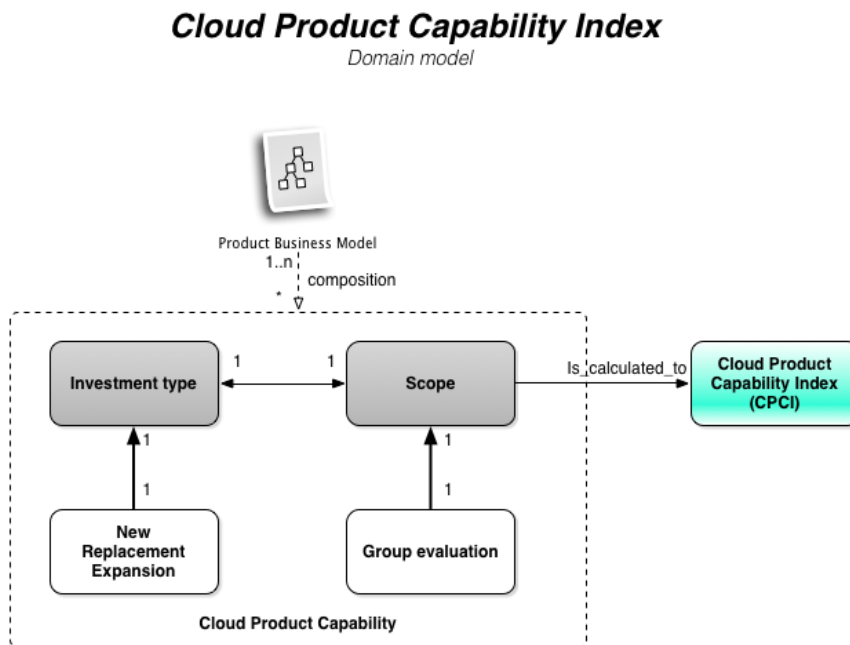 Cloud Product Capability Index
Domain model
Product Business Model
1..n
composition
*
1
1
Investment type
Scope
Is_calculated_to
Cloud Product
Capability Index
(CPCI)
1
1
1
1
New
Replacement
Expansion
Group evaluation
Cloud Product Capability